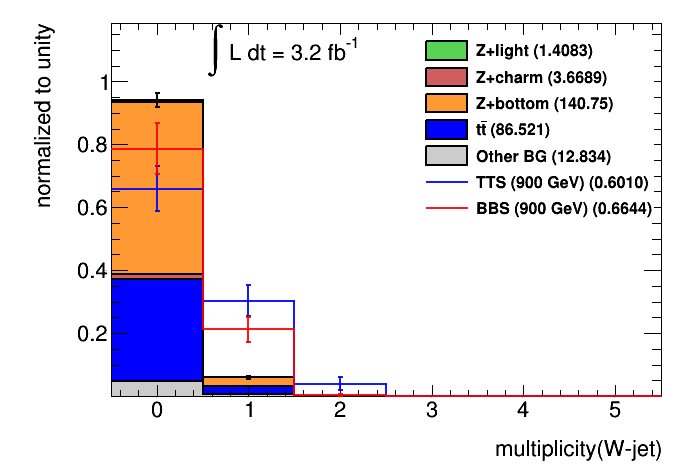 normalized to unity
∫ L dt = 3.2 fb⁻¹
Z+light (1.4083)
Z+charm (3.6689)
Z+bottom (140.75)
tt̄ (86.521)
Other BG (12.834)
TTS (900 GeV) (0.6010)
BBS (900 GeV) (0.6644)
1
0.8
0.6
0.4
0.2
0 1 2 3 4 5
multiplicity(W-jet)